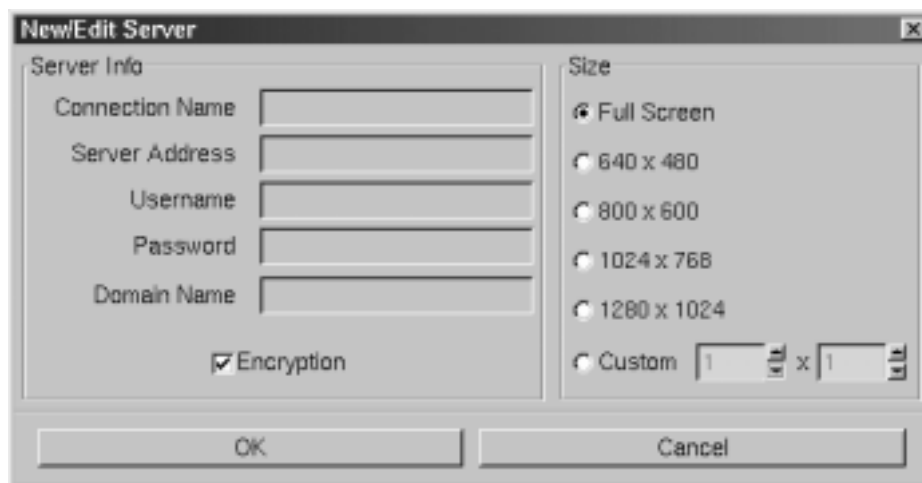 New/Edit Server
Server Info
Connection Name
Server Address
Username
Password
Domain Name
Encryption
Size
Full Screen
640 x 480
800 x 600
1024 x 768
1280 x 1024
Custom 1 x 1
OK Cancel